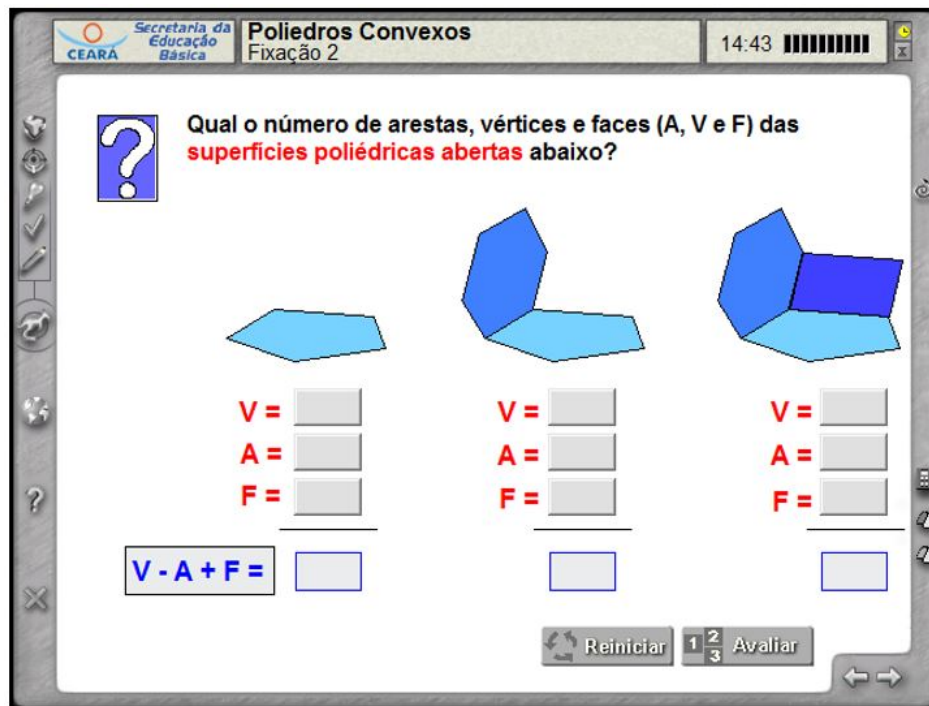 CEARÁ
Secretaria da
Educação
Básica
Poliedros Convexos
Fixação 2
14:43
?
Qual o número de arestas, vértices e faces (A, V e F) das
superfícies poliédricas abertas abaixo?
V =
V =
V =
A =
A =
A =
F =
F =
F =
V - A + F =
Reiniciar
1 2 3 Avaliar
?